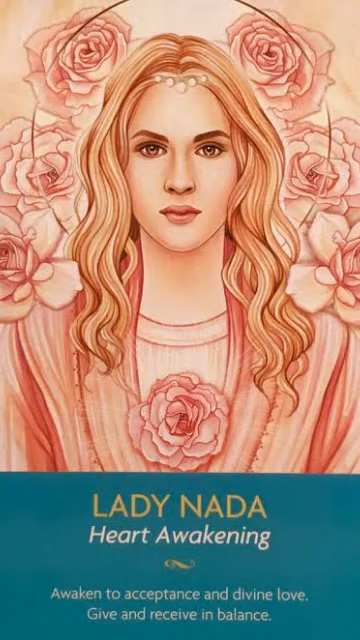 LADY NADA
Heart Awakening
Awaken to acceptance and divine love.
Give and receive in balance.